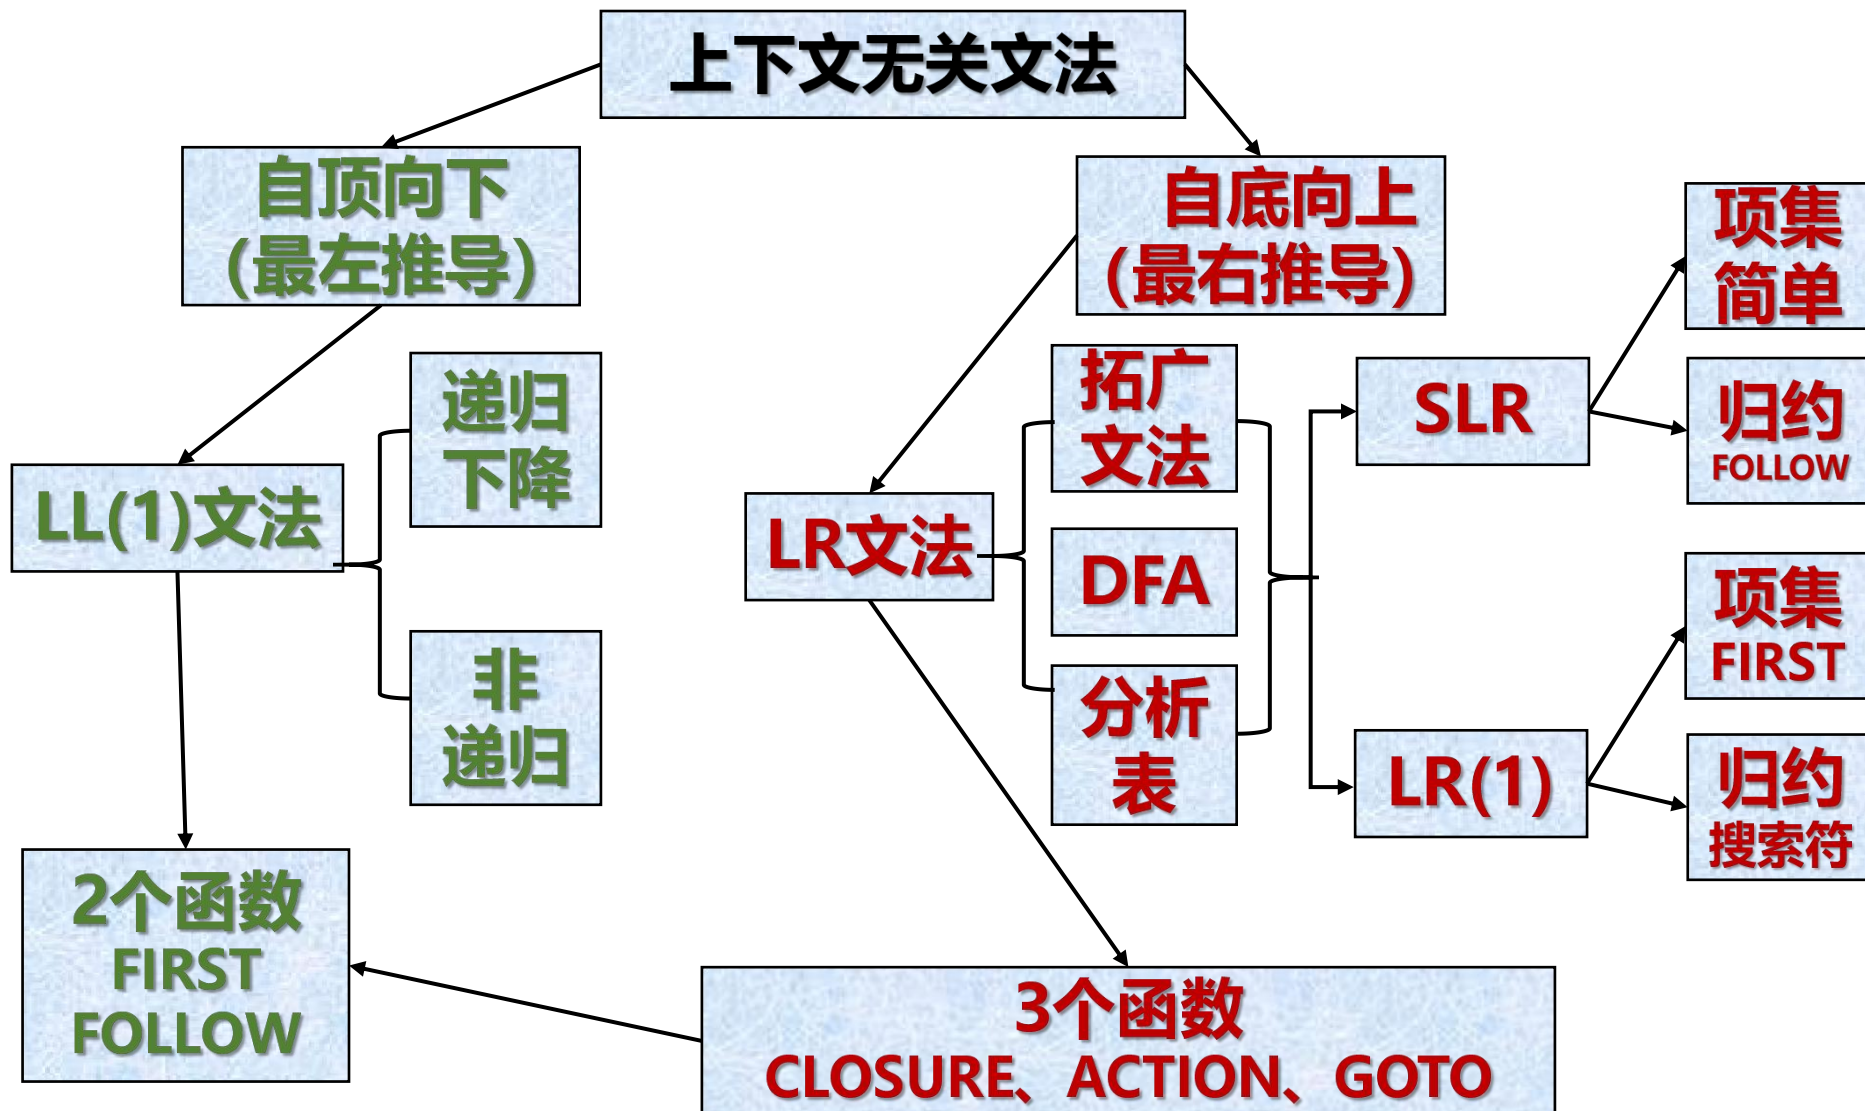 上下文无关文法
自顶向下
(最左推导)
自底向上
(最右推导)
项集
简单
递归
下降
拓广
文法
SLR
归约
FOLLOW
LL(1)文法
LR文法
DFA
项集
FIRST
非
递归
分析
表
LR(1)
归约
搜索符
2个函数
FIRST
FOLLOW
3个函数
CLOSURE、ACTION、GOTO